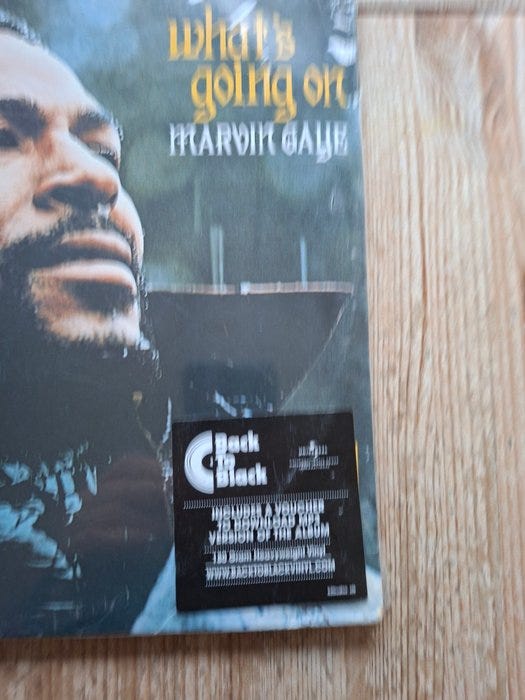 what's
going on
MARVIN GAYE
Back
To
Black
INCLUDES A VOUCHER
TO DOWNLOAD MP3
VERSION OF THE ALBUM
180 Gram Audiophile Vinyl
WWW.BACKTOBLACKVINYL.COM